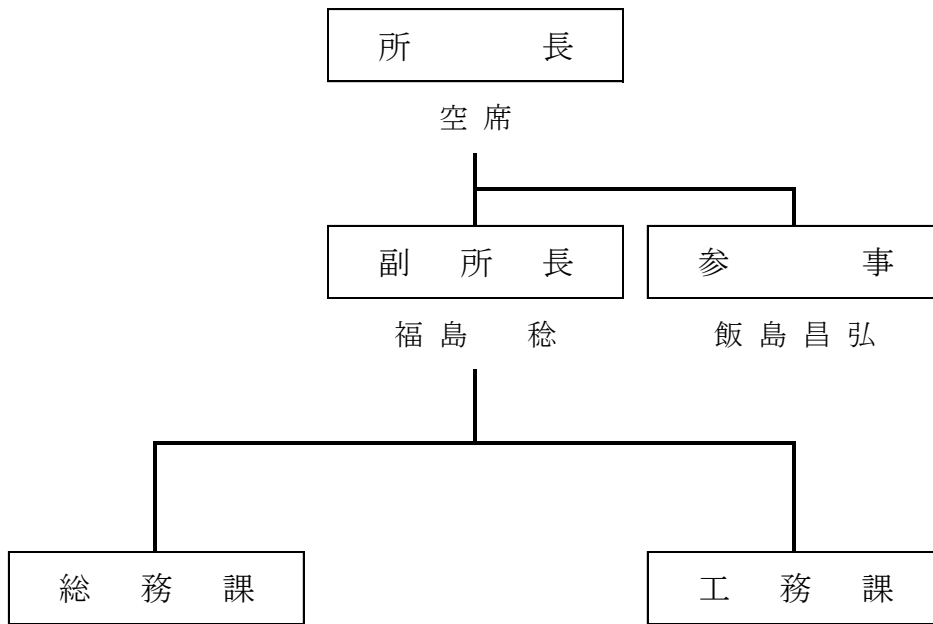 所長
空席
副所長 参事
福島 稔 飯島昌弘
総務課 工務課